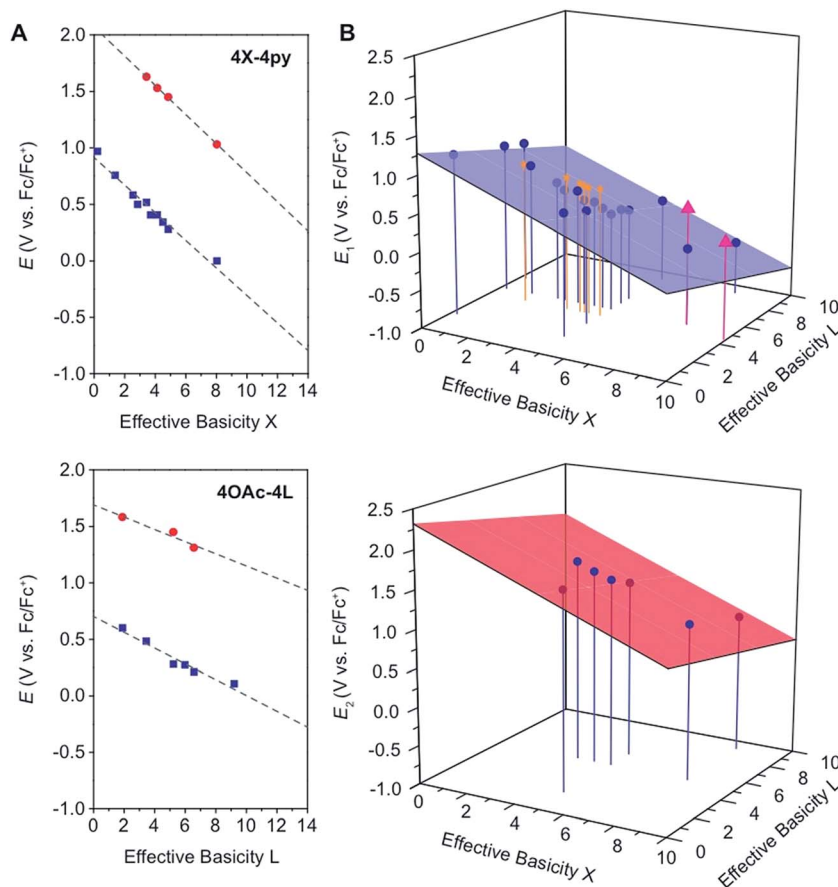 A
B
2.0
1.5
1.0
0.5
0.0
-0.5
-1.0
4X-4py
E (V vs. Fc/Fc⁺)
0 2 4 6 8 10 12 14
Effective Basicity X
2.5
2.0
1.5
1.0
0.5
0.0
-0.5
-1.0
E₁ (V vs. Fc/Fc⁺)
0 2 4 6 8 10
Effective Basicity X
0 2 4 6 8 10
Effective Basicity L
2.0
1.5
1.0
0.5
0.0
-0.5
-1.0
4OAc-4L
E (V vs. Fc/Fc⁺)
0 2 4 6 8 10 12 14
Effective Basicity L
2.5
2.0
1.5
1.0
0.5
0.0
-0.5
-1.0
E₂ (V vs. Fc/Fc⁺)
0 2 4 6 8 10
Effective Basicity X
0 2 4 6 8 10
Effective Basicity L